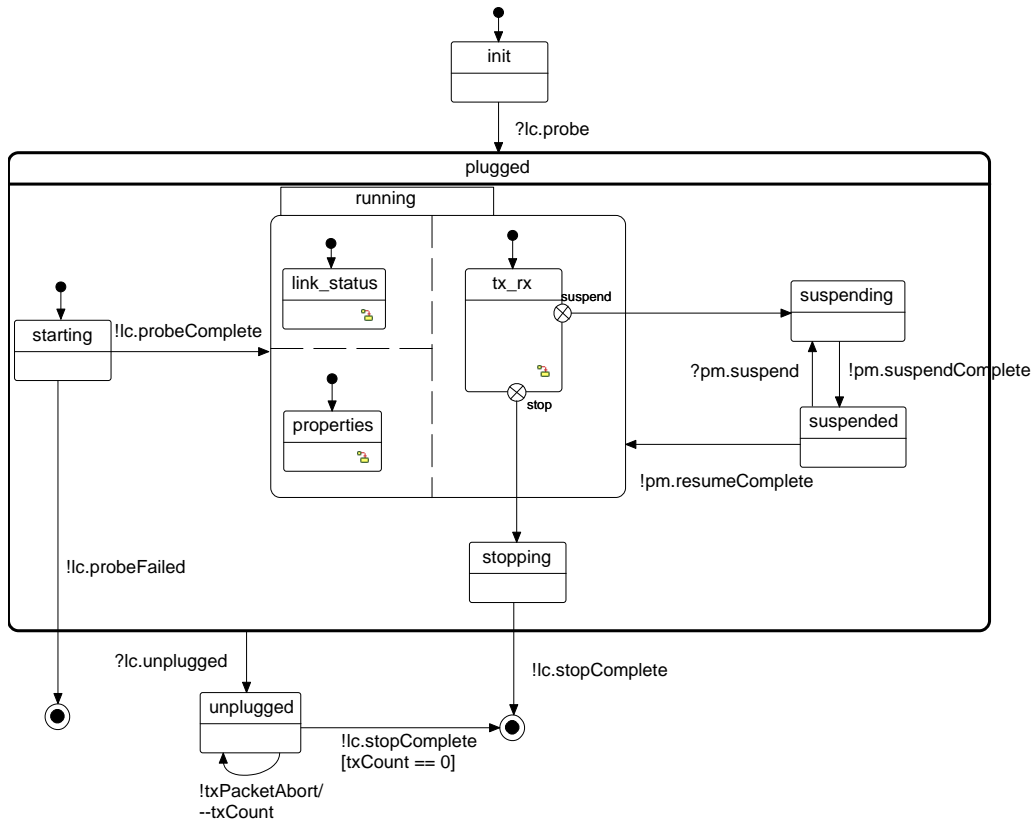 init
?lc.probe
plugged
running
link_status
tx_rx
suspend
suspending
starting
!lc.probeComplete
?pm.suspend
!pm.suspendComplete
properties
stop
suspended
!pm.resumeComplete
stopping
!lc.probeFailed
?lc.unplugged
!lc.stopComplete
unplugged
!lc.stopComplete
[txCount == 0]
!txPacketAbort/
--txCount